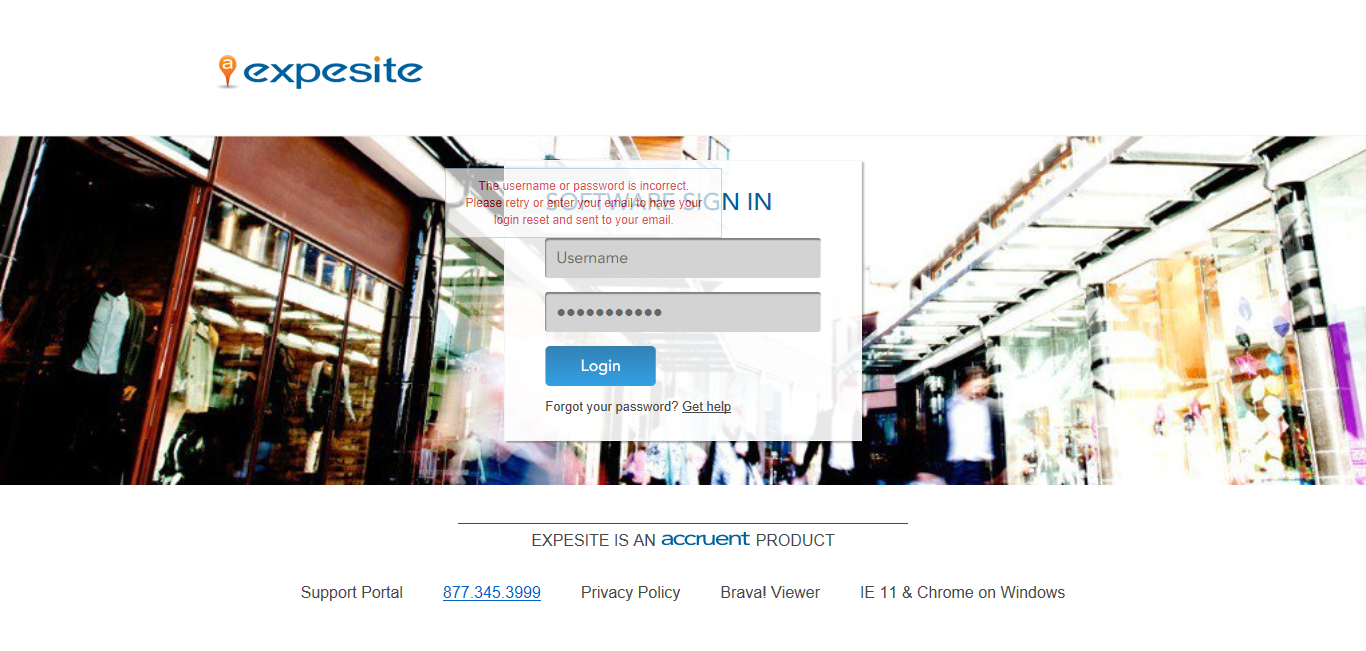 expesite
The username or password is incorrect.
Please retry or enter your email to have your
login reset and sent to your email.
SOFTWARE SIGN IN
Username
●●●●●●●●●●●
Login
Forgot your password? Get help
EXPESITE IS AN accruent PRODUCT
Support Portal 877.345.3999 Privacy Policy Brava! Viewer IE 11 & Chrome on Windows